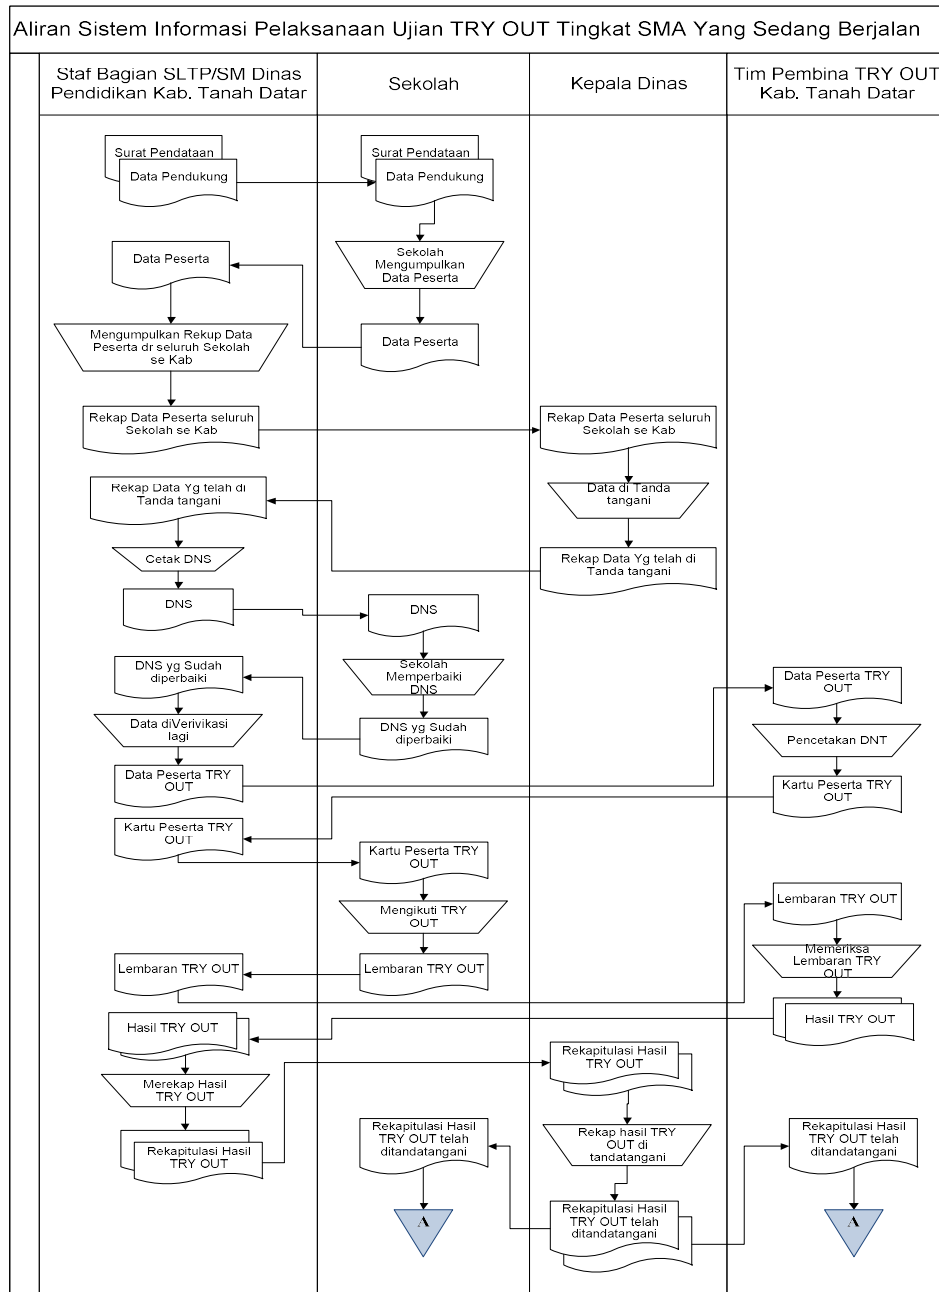 Aliran Sistem Informasi Pelaksanaan Ujian TRY OUT Tingkat SMA Yang Sedang Berjalan
Staf Bagian SLTP/SM Dinas
Pendidikan Kab. Tanah Datar
Sekolah
Kepala Dinas
Tim Pembina TRY OUT
Kab. Tanah Datar
Surat Pendataan
Data Pendukung
Surat Pendataan
Data Pendukung
Data Peserta
Sekolah
Mengumpulkan
Data Peserta
Mengumpulkan Rekup Data
Peserta dr seluruh Sekolah
se Kab
Data Peserta
Rekap Data Peserta seluruh
Sekolah se Kab
Rekap Data Peserta seluruh
Sekolah se Kab
Rekap Data Yg telah di
Tanda tangani
Data di Tanda
tangani
Cetak DNS
Rekap Data Yg telah di
Tanda tangani
DNS
DNS
DNS yg Sudah
diperbaiki
Sekolah
Memperbaiki
DNS
Data Peserta TRY
OUT
Data diVerivikasi
lagi
DNS yg Sudah
diperbaiki
Pencetakan DNT
Data Peserta TRY
OUT
Kartu Peserta TRY
OUT
Kartu Peserta TRY
OUT
Kartu Peserta TRY
OUT
Mengikuti TRY
OUT
Lembaran TRY OUT
Lembaran TRY OUT
Lembaran TRY OUT
Memeriksa
Lembaran TRY
OUT
Hasil TRY OUT
Hasil TRY OUT
Merekap Hasil
TRY OUT
Rekapitulasi Hasil
TRY OUT
Rekapitulasi Hasil
TRY OUT
Rekapitulasi Hasil
TRY OUT telah
ditandatangani
Rekap hasil TRY
OUT di
tandatangani
Rekapitulasi Hasil
TRY OUT telah
ditandatangani
Rekapitulasi Hasil
TRY OUT telah
ditandatangani
A
A